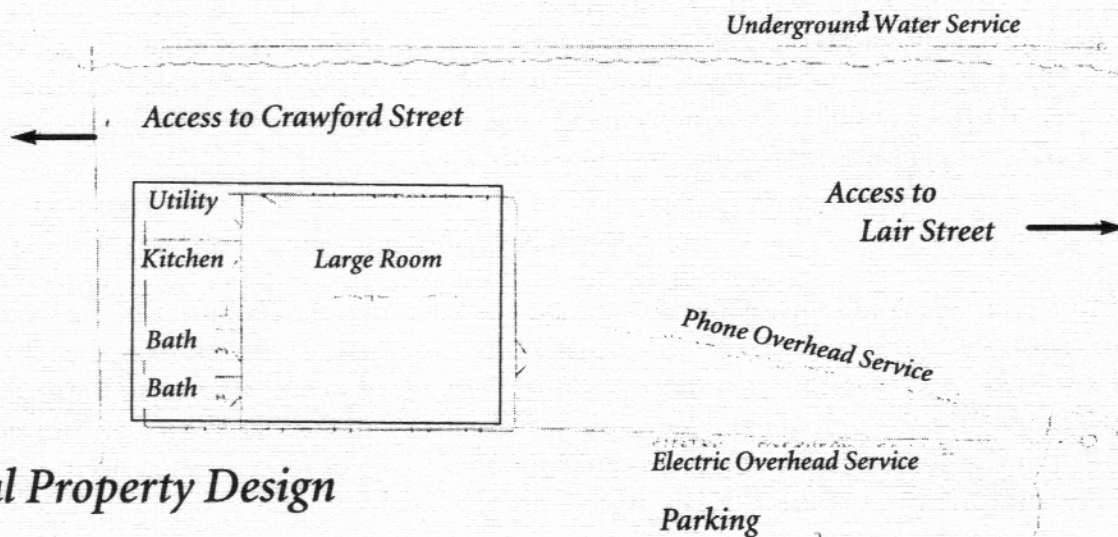 Underground Water Service
Access to Crawford Street
Utility
Access to
Lair Street
Kitchen
Large Room
Phone Overhead Service
Bath
Bath
Electric Overhead Service
Property Design
Parking